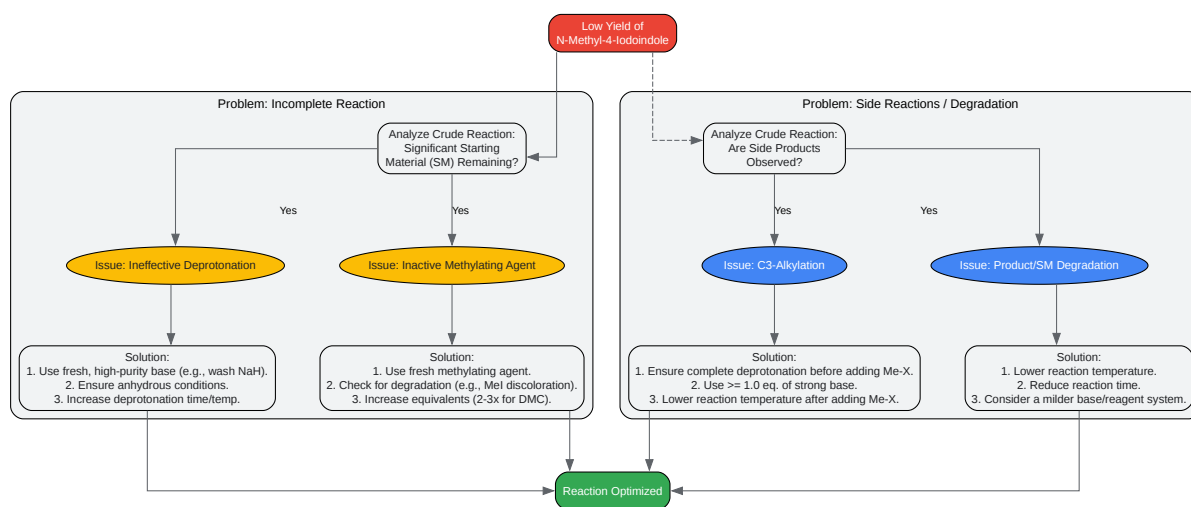 Low Yield of
N-Methyl-4-Iodoindole
Problem: Incomplete Reaction
Analyze Crude Reaction:
Significant Starting
Material (SM) Remaining?
Yes
Yes
Issue: Ineffective Deprotonation
Issue: Inactive Methylating Agent
Solution:
1. Use fresh, high-purity base (e.g., wash NaH).
2. Ensure anhydrous conditions.
3. Increase deprotonation time/temp.
Solution:
1. Use fresh methylating agent.
2. Check for degradation (e.g., MeI discoloration).
3. Increase equivalents (2-3x for DMC).
Problem: Side Reactions / Degradation
Analyze Crude Reaction:
Are Side Products
Observed?
Yes
Yes
Issue: C3-Alkylation
Issue: Product/SM Degradation
Solution:
1. Ensure complete deprotonation before adding Me-X.
2. Use >= 1.0 eq. of strong base.
3. Lower reaction temperature after adding Me-X.
Solution:
1. Lower reaction temperature.
2. Reduce reaction time.
3. Consider a milder base/reagent system.
Reaction Optimized